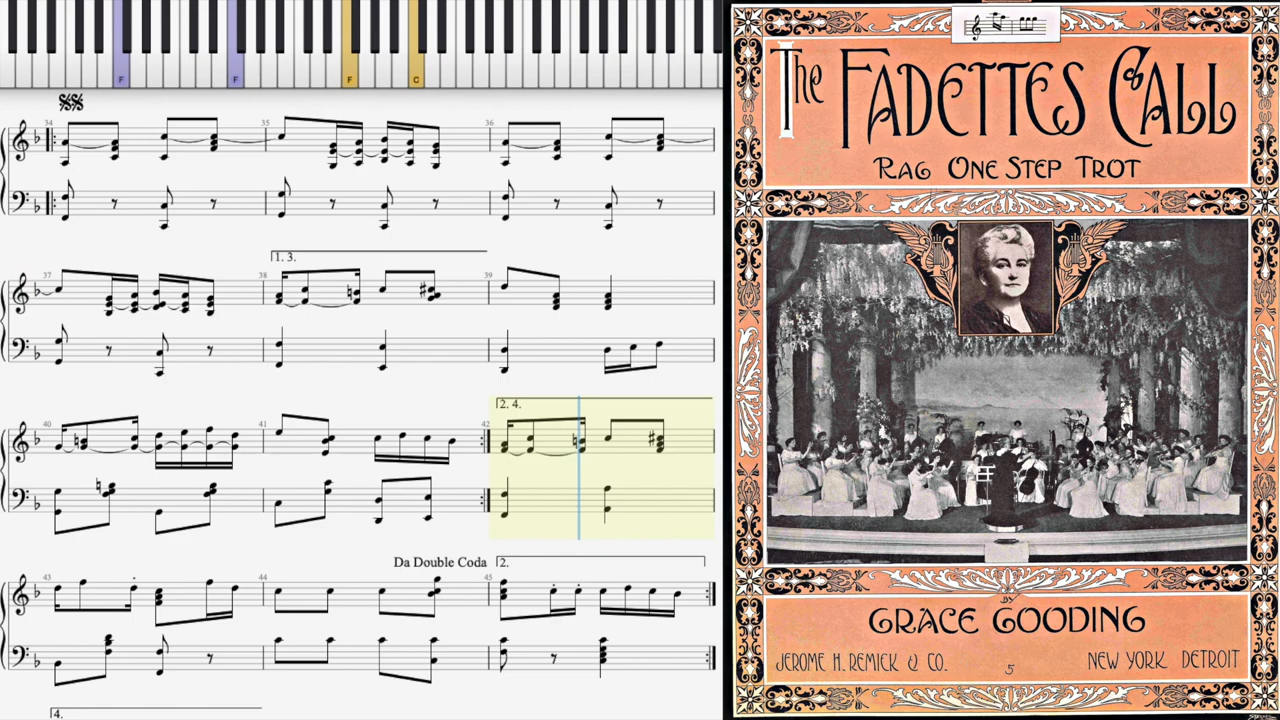 F F F C
34 35 36
37 38 39
1. 3.
40 41 42
2. 4.
Da Double Coda
43 44 45
2.
4.
The FADETTES CALL
RAG ONE STEP TROT
BY
GRACE GOODING
JEROME H. REMICK & CO. 5 NEW YORK DETROIT